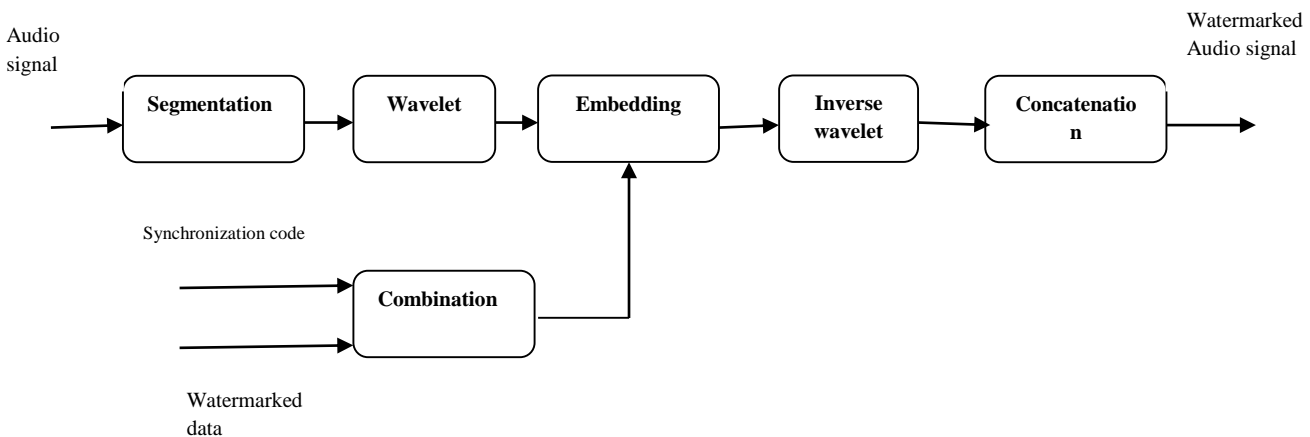 Audio
signal
Watermarked
Audio signal
Segmentation
Wavelet
Embedding
Inverse
wavelet
Concatenatio
n
Synchronization code
Combination
Watermarked
data